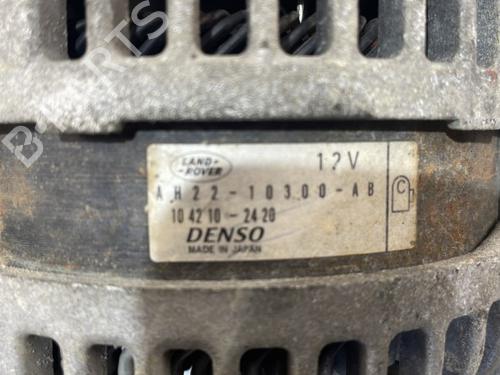 B-PARTS
LAND-
ROVER
12V
AH22-10300-AB
C
104210-2420
DENSO
MADE IN JAPAN